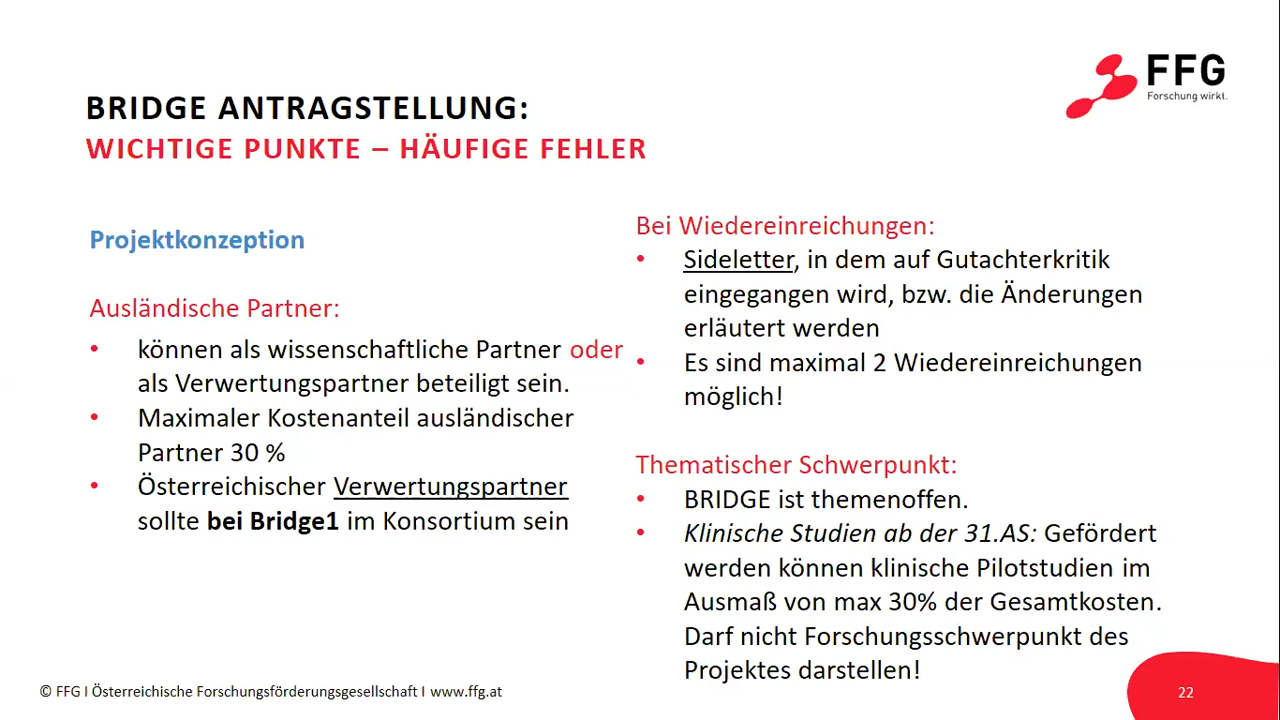 FFG
Forschung wirkt.
BRIDGE ANTRAGSTELLUNG:
WICHTIGE PUNKTE – HÄUFIGE FEHLER
Projektkonzeption
Ausländische Partner:
• können als wissenschaftliche Partner oder
als Verwertungspartner beteiligt sein.
• Maximaler Kostenanteil ausländischer
Partner 30 %
• Österreichischer Verwertungspartner
sollte bei Bridge1 im Konsortium sein
Bei Wiedereinreichungen:
• Sideletter, in dem auf Gutachterkritik
eingegangen wird, bzw. die Änderungen
erläutert werden
• Es sind maximal 2 Wiedereinreichungen
möglich!
Thematischer Schwerpunkt:
• BRIDGE ist themenoffen.
• Klinische Studien ab der 31.AS: Gefördert
werden können klinische Pilotstudien im
Ausmaß von max 30% der Gesamtkosten.
Darf nicht Forschungsschwerpunkt des
Projektes darstellen!
© FFG I Österreichische Forschungsförderungsgesellschaft I www.ffg.at
22